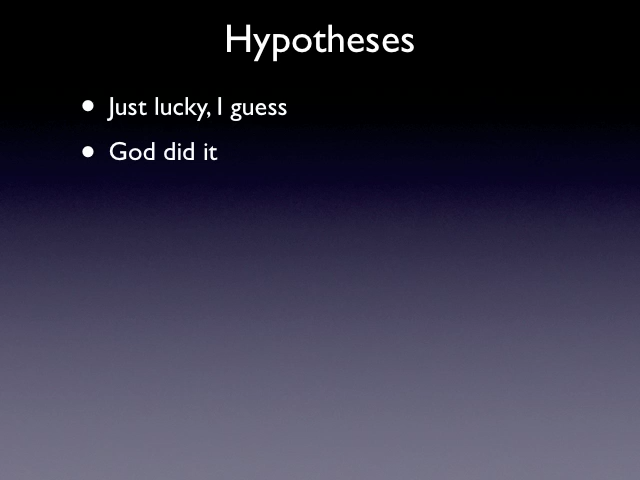 Hypotheses
• Just lucky, I guess
• God did it